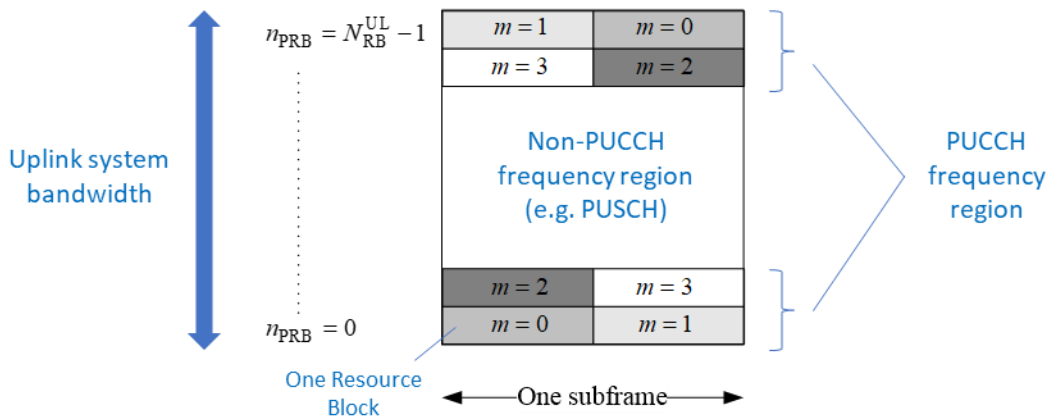 n_PRB = N_RB^UL − 1
m = 1
m = 0
m = 3
m = 2
Uplink system
bandwidth
Non-PUCCH
frequency region
(e.g. PUSCH)
PUCCH
frequency
region
m = 2
m = 3
n_PRB = 0
m = 0
m = 1
One Resource
Block
One subframe